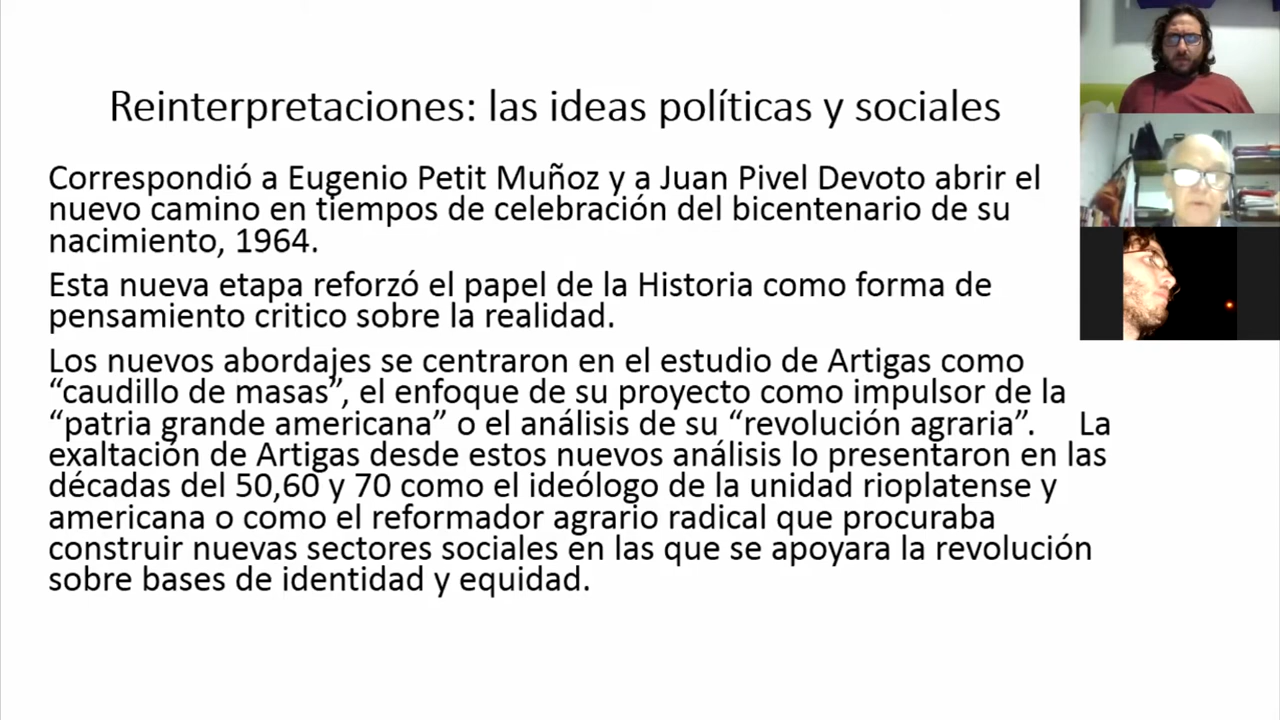 Reinterpretaciones: las ideas políticas y sociales
Correspondió a Eugenio Petit Muñoz y a Juan Pivel Devoto abrir el
nuevo camino en tiempos de celebración del bicentenario de su
nacimiento, 1964.
Esta nueva etapa reforzó el papel de la Historia como forma de
pensamiento critico sobre la realidad.
Los nuevos abordajes se centraron en el estudio de Artigas como
“caudillo de masas”, el enfoque de su proyecto como impulsor de la
“patria grande americana” o el análisis de su “revolución agraria”. La
exaltación de Artigas desde estos nuevos análisis lo presentaron en las
décadas del 50,60 y 70 como el ideólogo de la unidad rioplatense y
americana o como el reformador agrario radical que procuraba
construir nuevas sectores sociales en las que se apoyara la revolución
sobre bases de identidad y equidad.